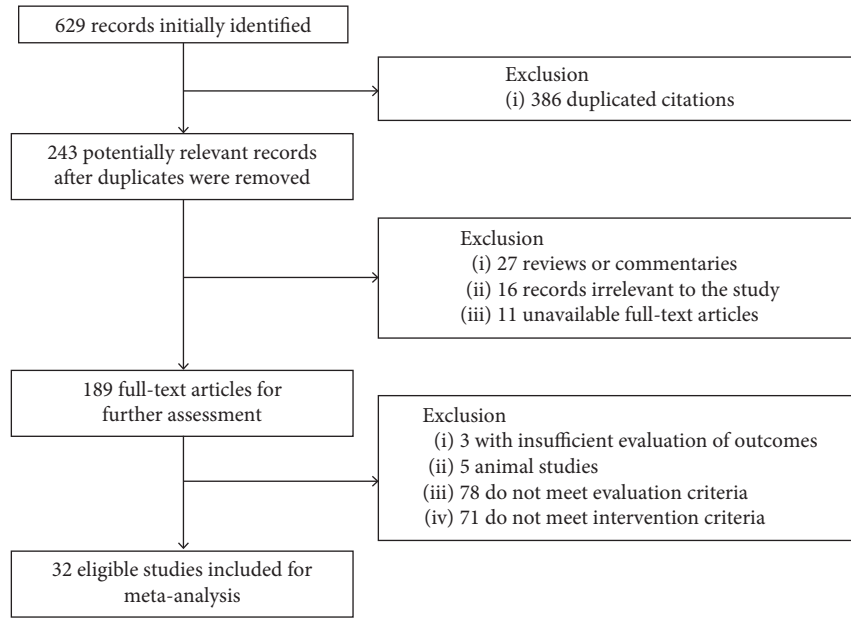 629 records initially identified
Exclusion
(i) 386 duplicated citations
243 potentially relevant records
after duplicates were removed
Exclusion
(i) 27 reviews or commentaries
(ii) 16 records irrelevant to the study
(iii) 11 unavailable full-text articles
189 full-text articles for
further assessment
Exclusion
(i) 3 with insufficient evaluation of outcomes
(ii) 5 animal studies
(iii) 78 do not meet evaluation criteria
(iv) 71 do not meet intervention criteria
32 eligible studies included for
meta-analysis